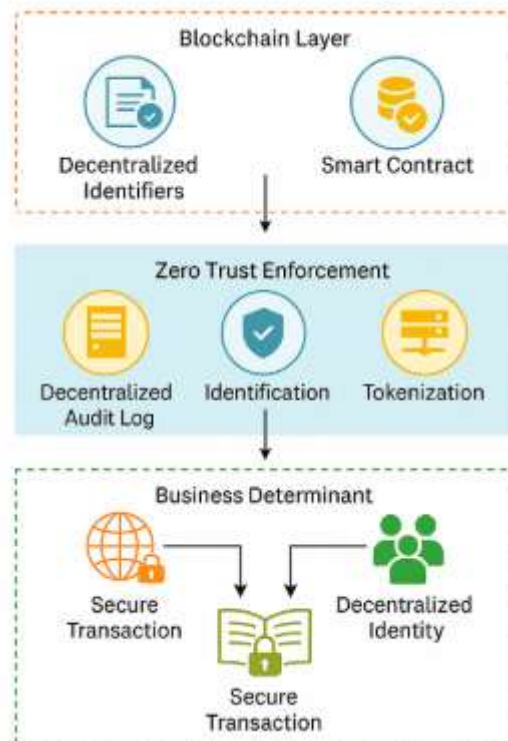 Blockchain Layer
Decentralized
Identifiers
Smart Contract
Zero Trust Enforcement
Decentralized
Audit Log
Identification
Tokenization
Business Determinant
Secure
Transaction
Decentralized
Identity
Secure
Transaction